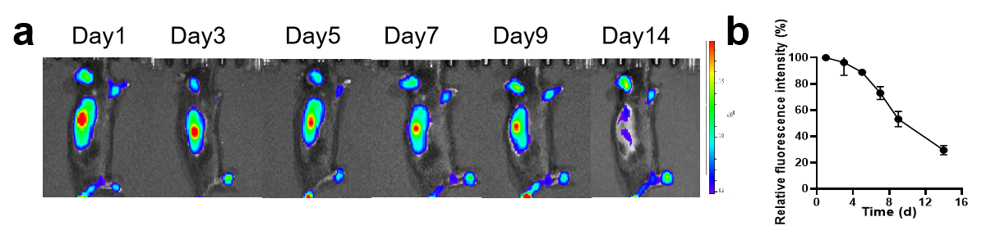 a
Day1 Day3 Day5 Day7 Day9 Day14
b
Relative fluorescence intensity (%)
100
80
60
40
20
0
0 4 8 12 16
Time (d)